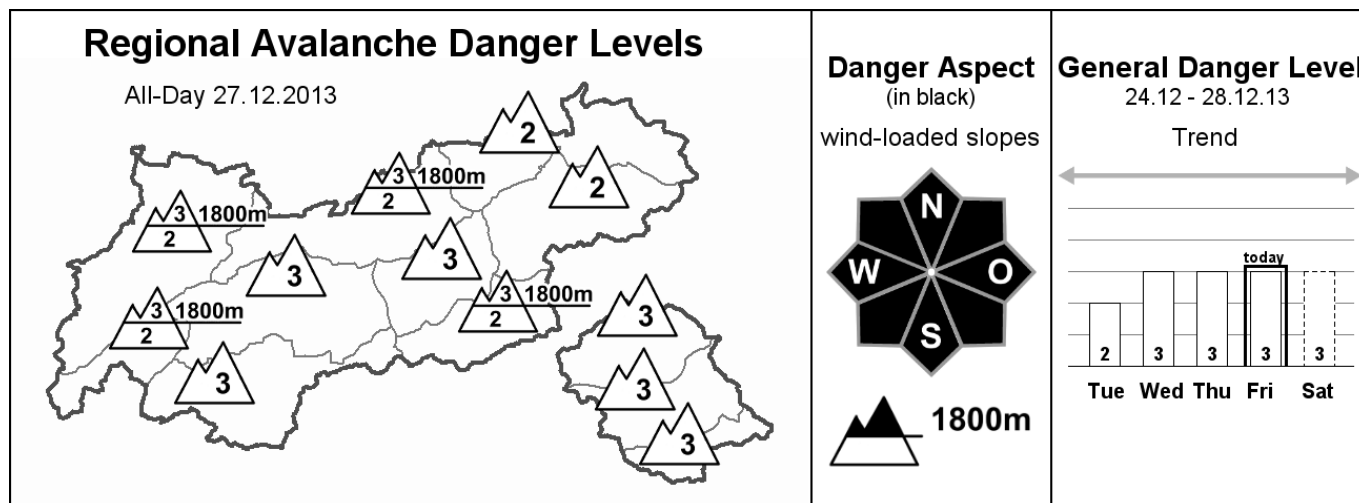 Regional Avalanche Danger Levels
All-Day 27.12.2013
2
2
3 1800m
2
3 1800m
2
3
3
3 1800m
2
3 1800m
2
3
3
3
3
Danger Aspect
(in black)
wind-loaded slopes
N
W O
S
1800m
General Danger Level
24.12 - 28.12.13
Trend
today
2 3 3 3 3
Tue Wed Thu Fri Sat